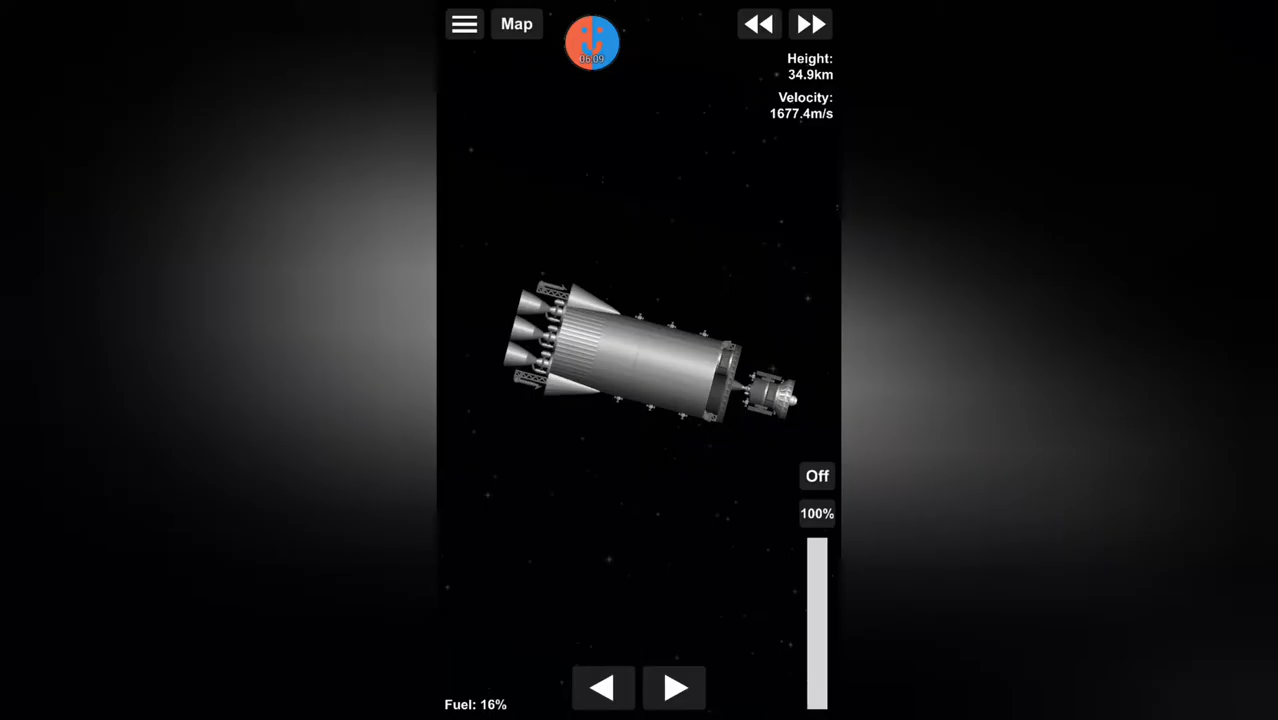 Map
06:09
Height:
34.9km
Velocity:
1677.4m/s
Off
100%
Fuel: 16%